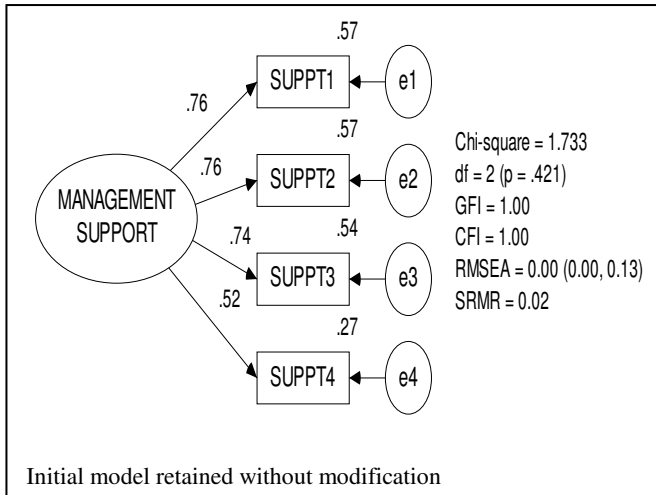 .57
SUPPT1
e1
.76
.57
SUPPT2
e2
.76
MANAGEMENT
SUPPORT
.54
SUPPT3
e3
.74
.27
SUPPT4
e4
.52
Chi-square = 1.733
df = 2 (p = .421)
GFI = 1.00
CFI = 1.00
RMSEA = 0.00 (0.00, 0.13)
SRMR = 0.02
Initial model retained without modification